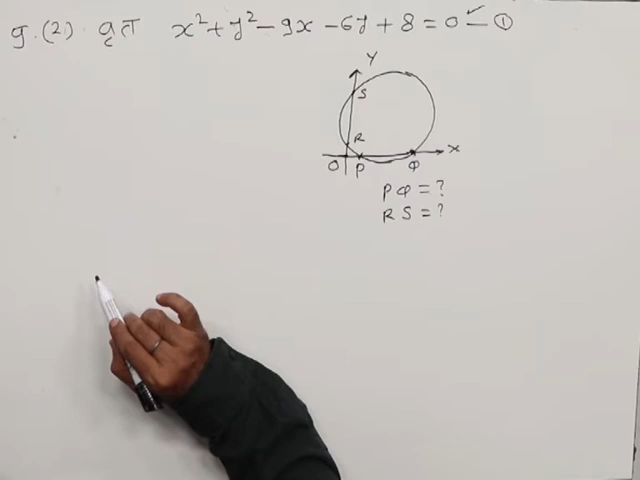 प्र. (2). वृत्त x² + y² - 9x - 6y + 8 = 0 ✓ — ①
Y
S
R
O P Q X
PQ = ?
RS = ?